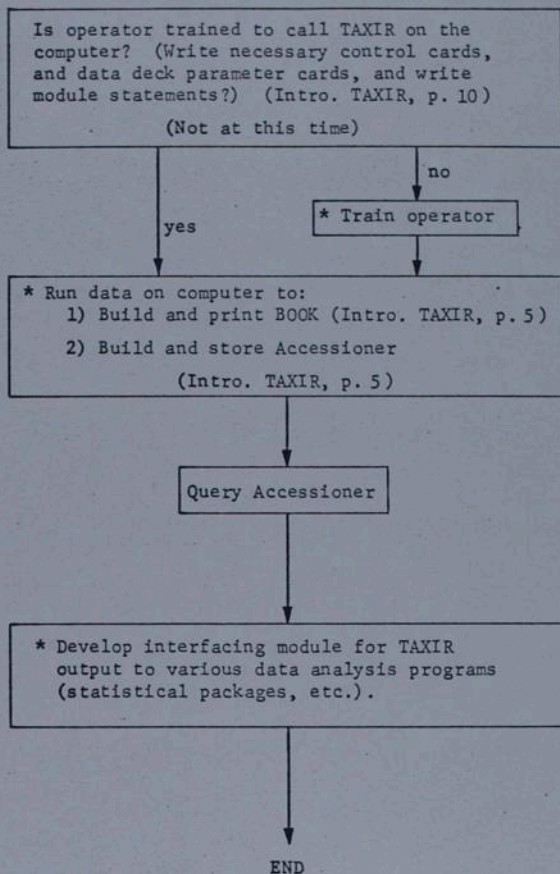 Is operator trained to call TAXIR on the
computer? (Write necessary control cards,
and data deck parameter cards, and write
module statements?) (Intro. TAXIR, p. 10)
(Not at this time)
no
yes
* Train operator
* Run data on computer to:
1) Build and print BOOK (Intro. TAXIR, p. 5)
2) Build and store Accessioner
(Intro. TAXIR, p. 5)
Query Accessioner
* Develop interfacing module for TAXIR
output to various data analysis programs
(statistical packages, etc.).
END